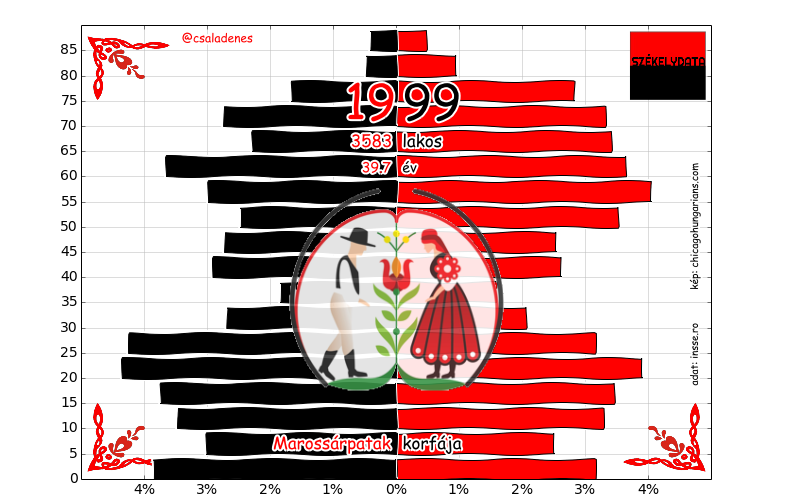 @csaladenes
SZÉKELYDATA
1999
3583 lakos
39.7 év
kép: chicagohungarians.com
adat: insse.ro
Marossárpatak korfája
85
80
75
70
65
60
55
50
45
40
35
30
25
20
15
10
5
0
4% 3% 2% 1% 0% 1% 2% 3% 4%